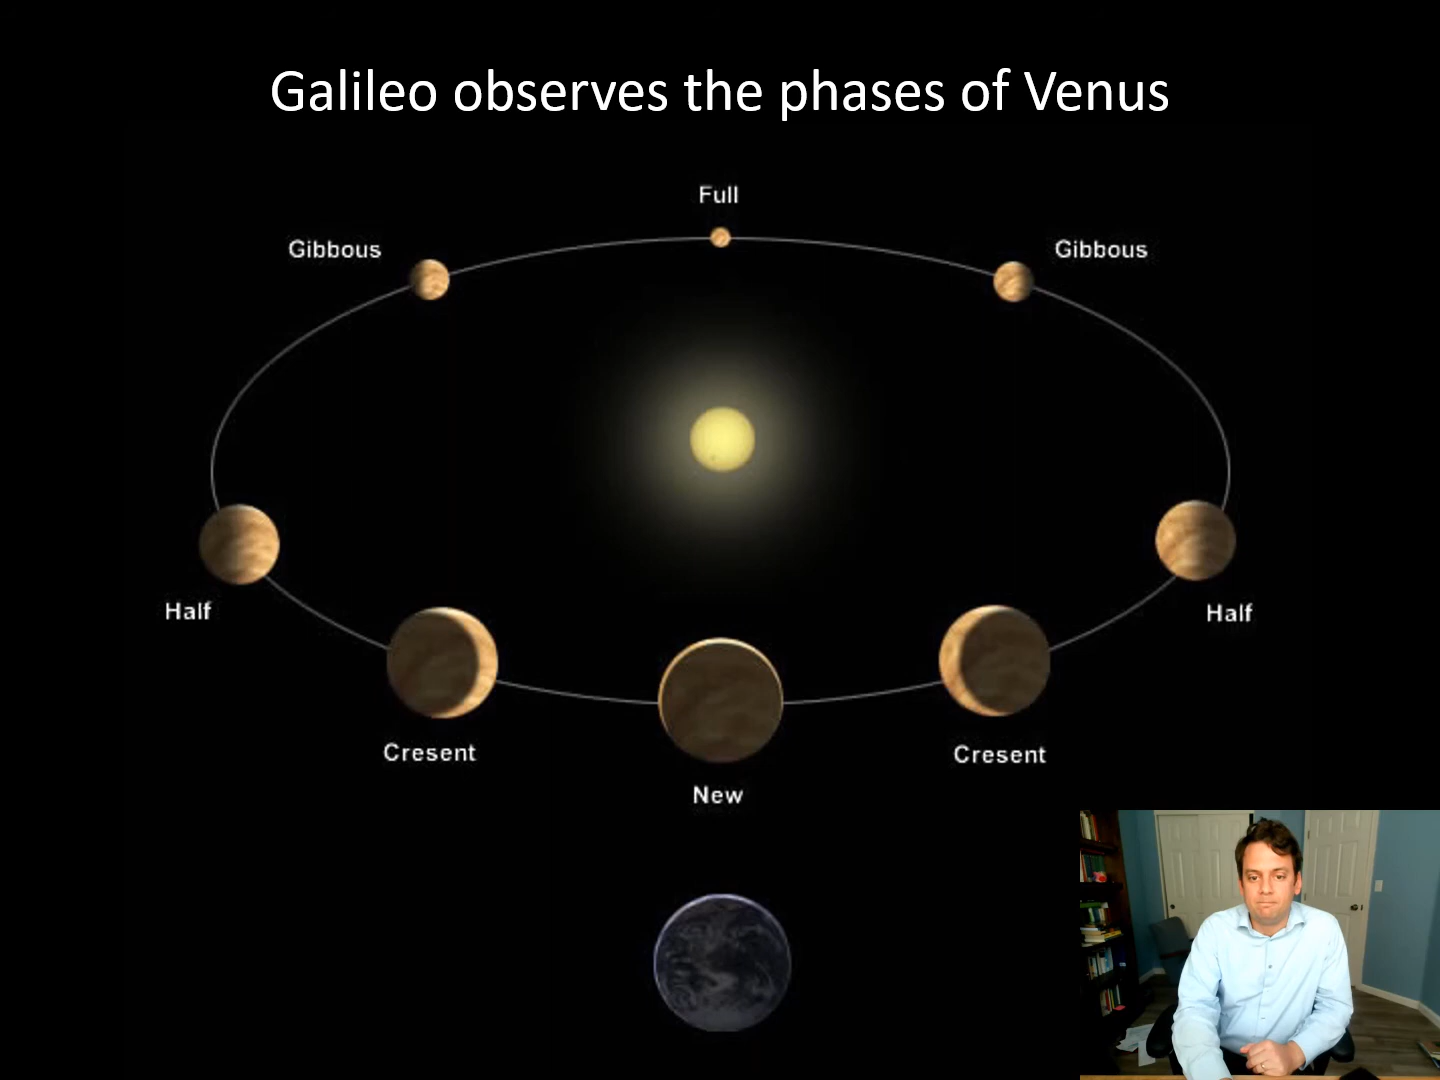 Galileo observes the phases of Venus
Full
Gibbous
Gibbous
Half
Half
Cresent
Cresent
New